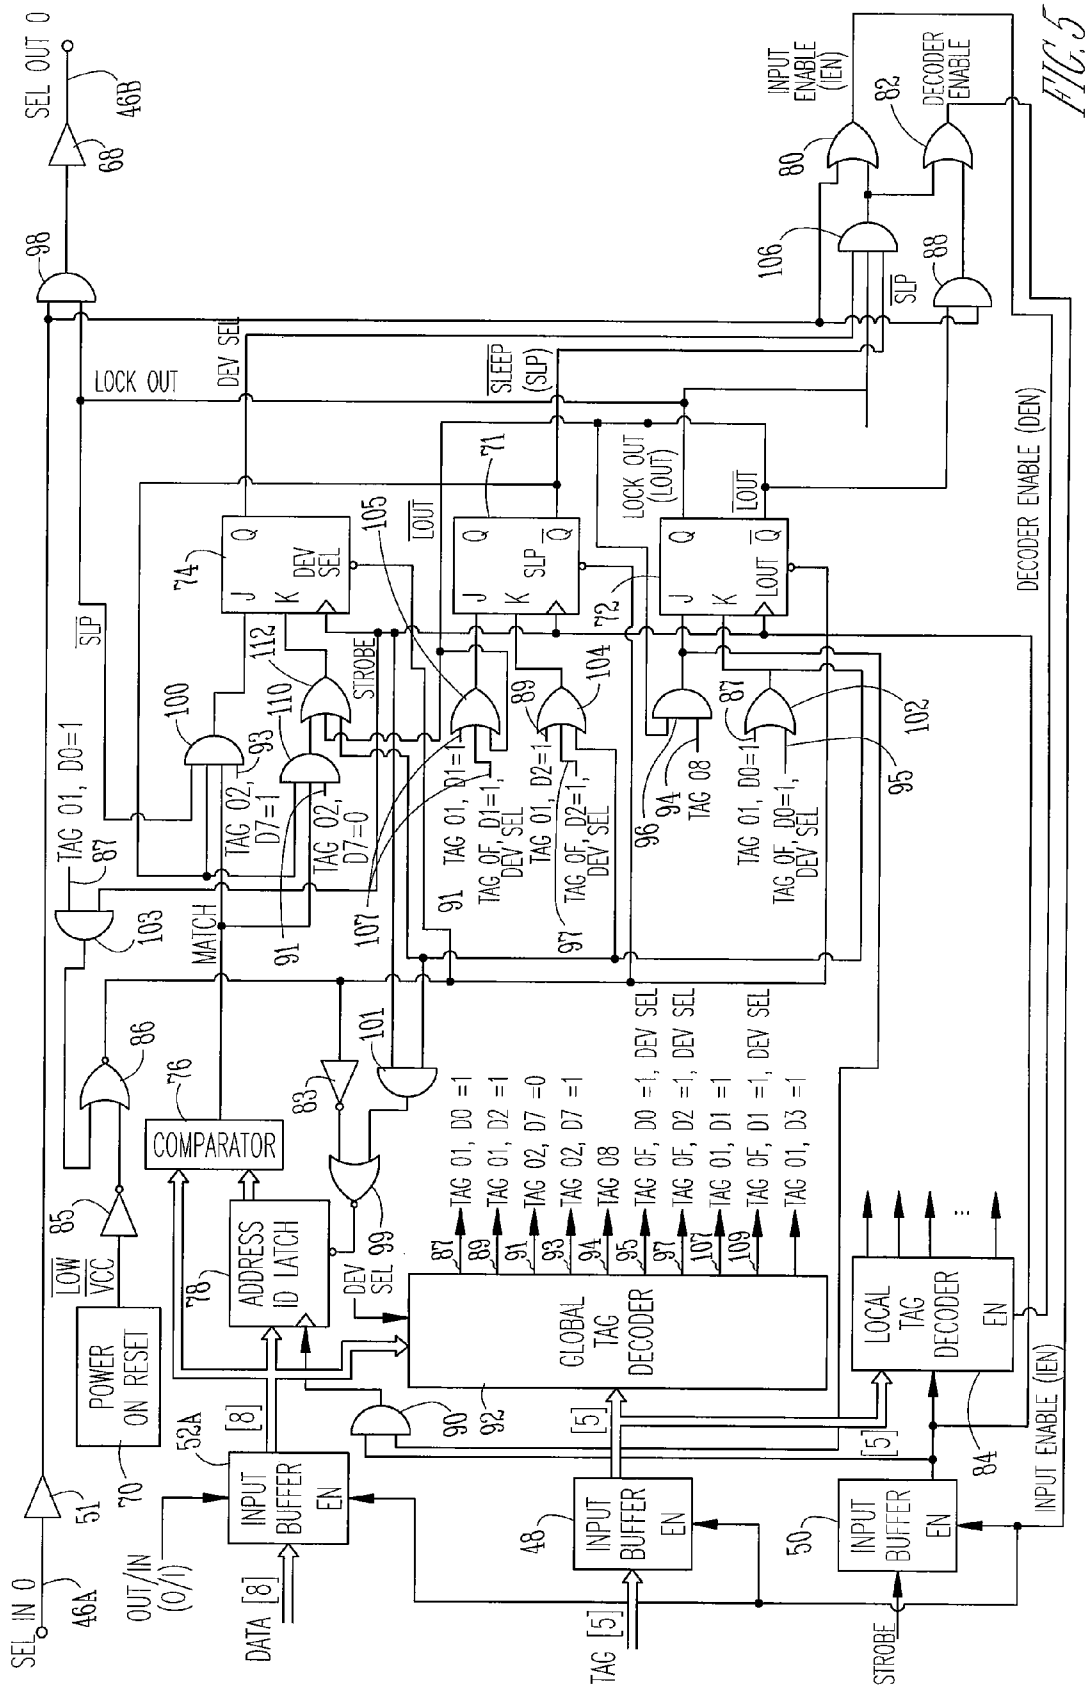 SEL IN 0
46A
51
OUT/IN
(0/I)
DATA [8]
POWER
ON RESET
70
LOW
VCC
85
86
INPUT
BUFFER
EN
52A
[8]
ADDRESS
ID LATCH
78
COMPARATOR
76
MATCH
103
87
TAG 01, D0=1
SLP
LOCK OUT
DEV SEL
98
68
46B
SEL OUT 0
83
99
101
DEV
SEL
90
92
GLOBAL
TAG
DECODER
87
TAG 01, D0 =1
89
TAG 01, D2 =1
91
TAG 02, D7 =0
93
TAG 02, D7 =1
94
TAG 08
95
TAG 0F, D0 =1, DEV SEL
97
TAG 0F, D2 =1, DEV SEL
107
TAG 01, D1 =1
109
TAG 0F, D1 =1, DEV SEL
TAG 01, D3 =1
100
93
TAG 02,
D7=1
110
112
91
TAG 02,
D7=0
STROBE
J
K
Q
DEV
SEL
74
107
91
TAG 01, D1=1
TAG 0F, D1=1,
DEV SEL
105
LOUT
89
TAG 01, D2=1
TAG 0F, D2=1,
DEV SEL
97
104
J
K
Q
SLP
Q
71
SLEEP
(SLP)
96
94
TAG 08
87
TAG 01, D0=1
TAG 0F, D0=1,
DEV SEL
95
102
J
K
Q
LOUT
Q
72
LOCK OUT
(LOUT)
LOUT
TAG [5]
INPUT
BUFFER
EN
48
[5]
[5]
STROBE
INPUT
BUFFER
EN
50
LOCAL
TAG
DECODER
EN
84
...
INPUT ENABLE (IEN)
DECODER ENABLE (DEN)
106
SLP
88
80
INPUT
ENABLE
(IEN)
82
DECODER
ENABLE
FIG.5